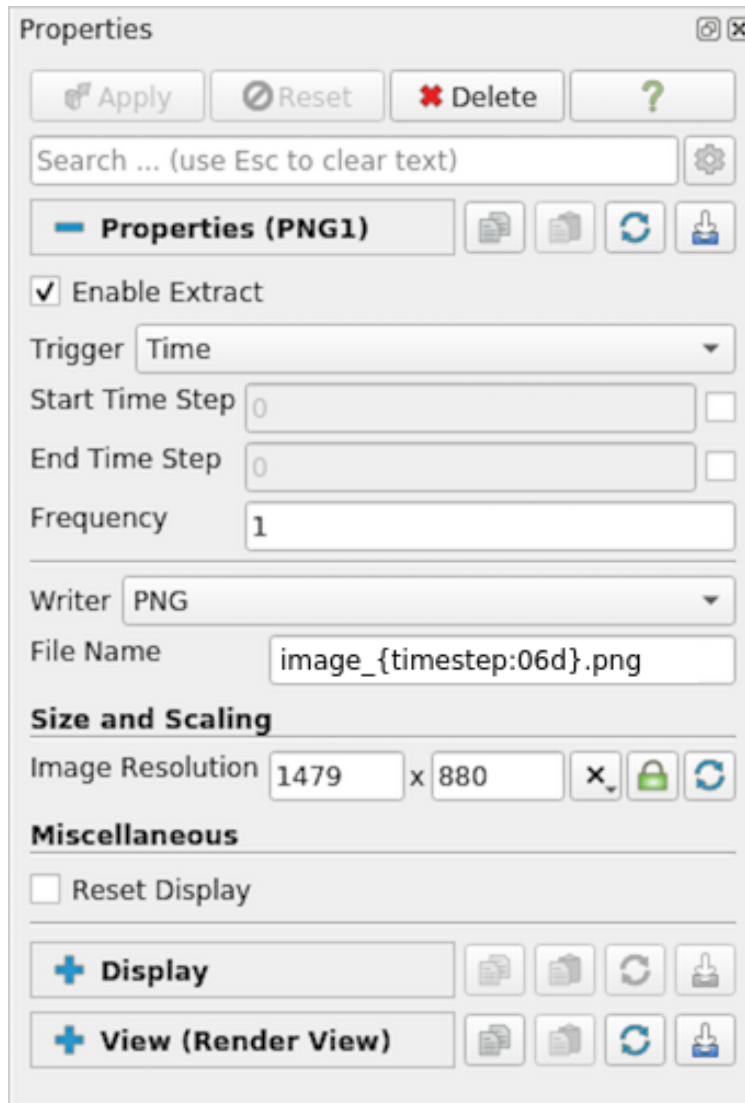 Properties
Apply Reset Delete ?
Search ... (use Esc to clear text)
Properties (PNG1)
Enable Extract
Trigger Time
Start Time Step 0
End Time Step 0
Frequency 1
Writer PNG
File Name image_{timestep:06d}.png
Size and Scaling
Image Resolution 1479 x 880
Miscellaneous
Reset Display
Display
View (Render View)